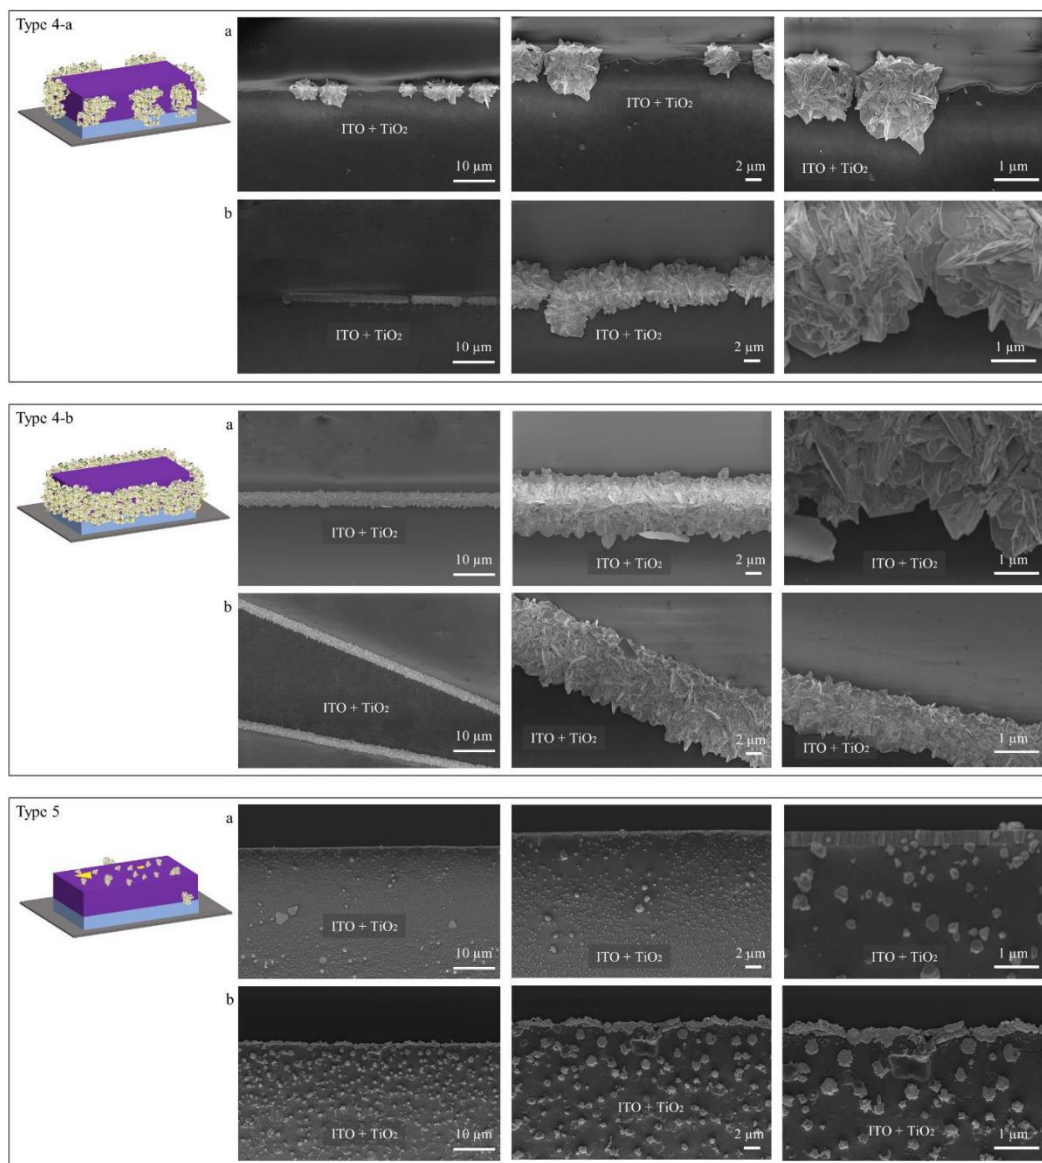 Type 4-a
a
ITO + TiO₂
10 µm
ITO + TiO₂
2 µm
ITO + TiO₂
1 µm
b
ITO + TiO₂
10 µm
ITO + TiO₂
2 µm
1 µm
Type 4-b
a
ITO + TiO₂
10 µm
ITO + TiO₂
2 µm
ITO + TiO₂
1 µm
b
ITO + TiO₂
10 µm
ITO + TiO₂
2 µm
ITO + TiO₂
1 µm
Type 5
a
ITO + TiO₂
10 µm
ITO + TiO₂
2 µm
ITO + TiO₂
1 µm
b
ITO + TiO₂
10 µm
ITO + TiO₂
2 µm
ITO + TiO₂
1 µm